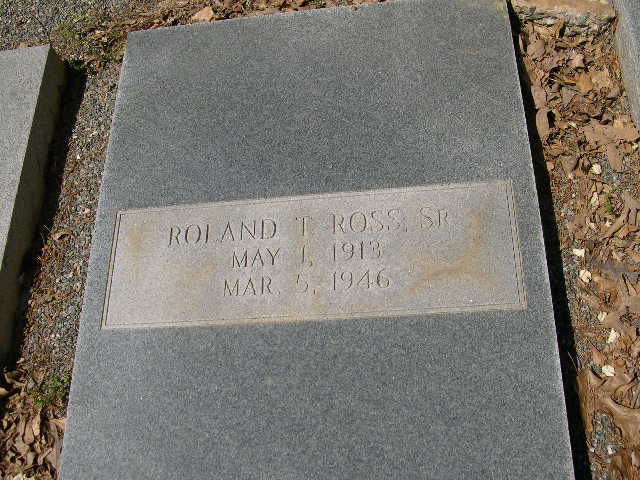 ROLAND T. ROSS, SR.
MAY 1, 1913
MAR. 5, 1946